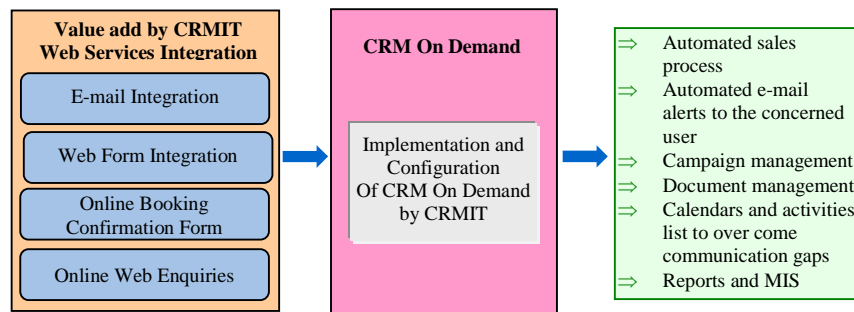 Value add by CRMIT
Web Services Integration
E-mail Integration
Web Form Integration
Online Booking
Confirmation Form
Online Web Enquiries
CRM On Demand
Implementation and
Configuration
Of CRM On Demand
by CRMIT
⇒ Automated sales
process
⇒ Automated e-mail
alerts to the concerned
user
⇒ Campaign management
⇒ Document management
⇒ Calendars and activities
list to over come
communication gaps
⇒ Reports and MIS